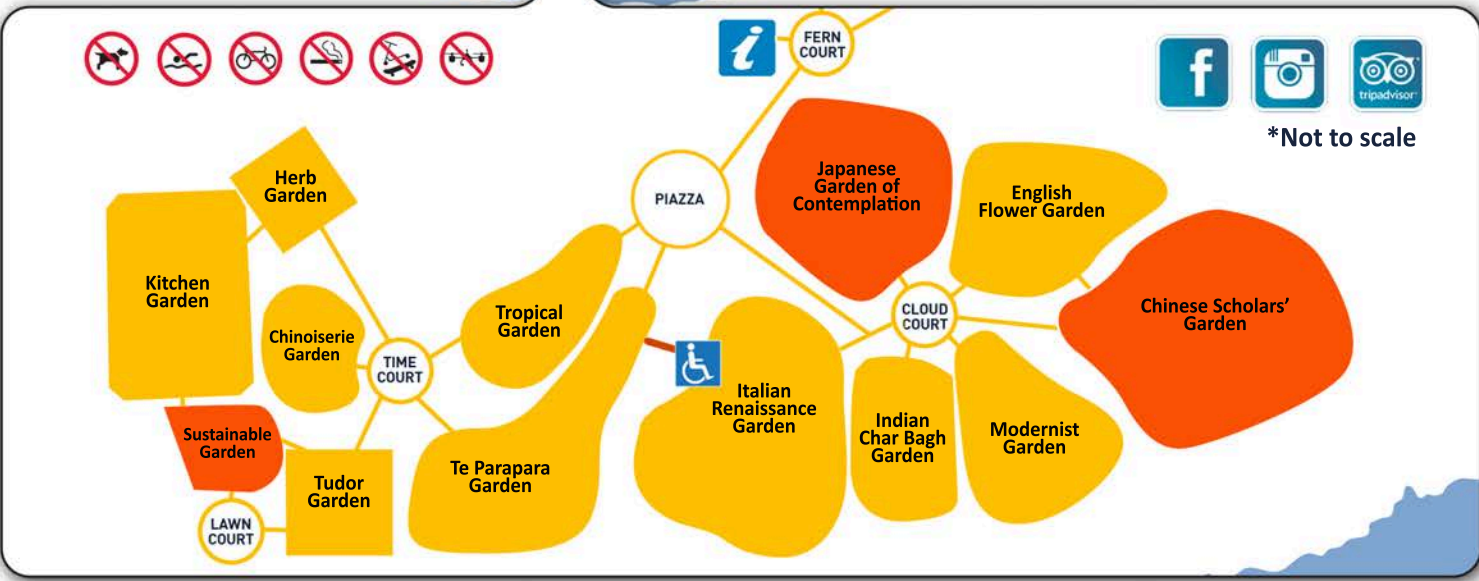 FERN
COURT
i
f
tripadvisor
*Not to scale
Herb
Garden
PIAZZA
Japanese
Garden of
Contemplation
English
Flower Garden
Kitchen
Garden
Chinoiserie
Garden
TIME
COURT
Tropical
Garden
CLOUD
COURT
Chinese Scholars’
Garden
Sustainable
Garden
Tudor
Garden
Te Parapara
Garden
Italian
Renaissance
Garden
Indian
Char Bagh
Garden
Modernist
Garden
LAWN
COURT